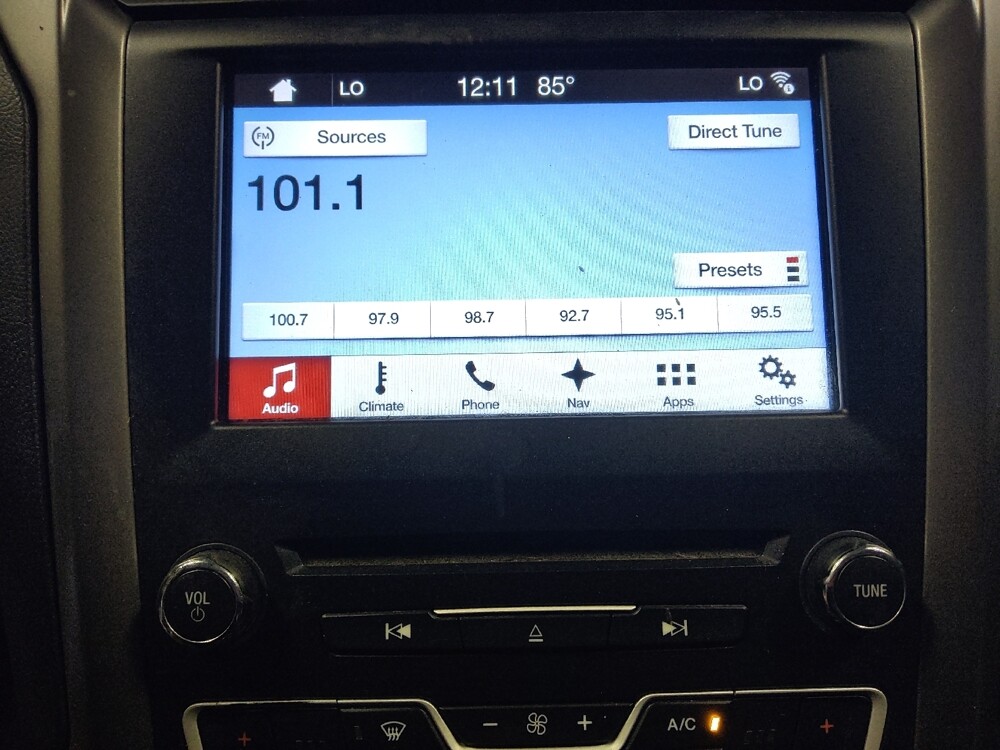 LO 12:11 85° LO
FM Sources Direct Tune
101.1
Presets
100.7 97.9 98.7 92.7 95.1 95.5
Audio Climate Phone Nav Apps Settings
VOL TUNE
A/C